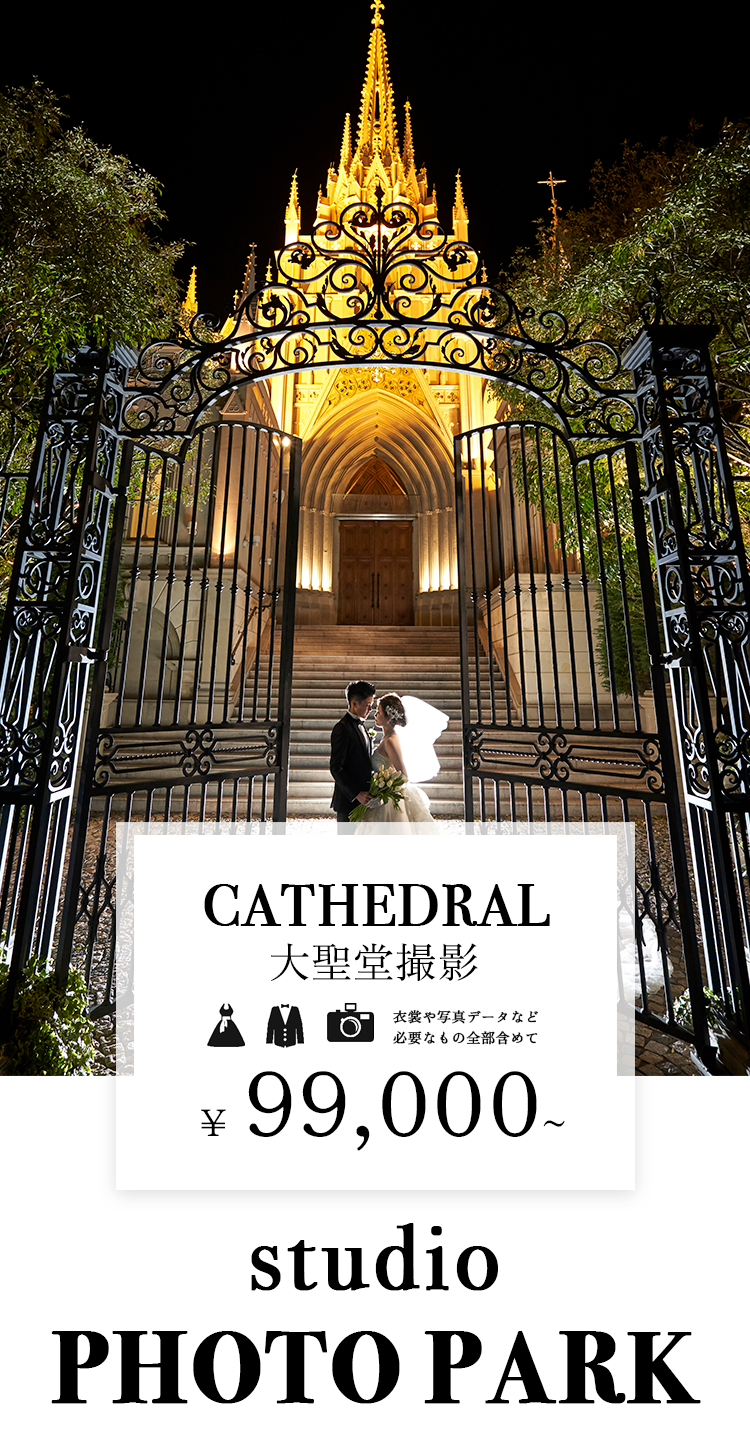 CATHEDRAL
大聖堂撮影
衣裳や写真データなど
必要なもの全部含めて
¥ 99,000~
studio
PHOTO PARK